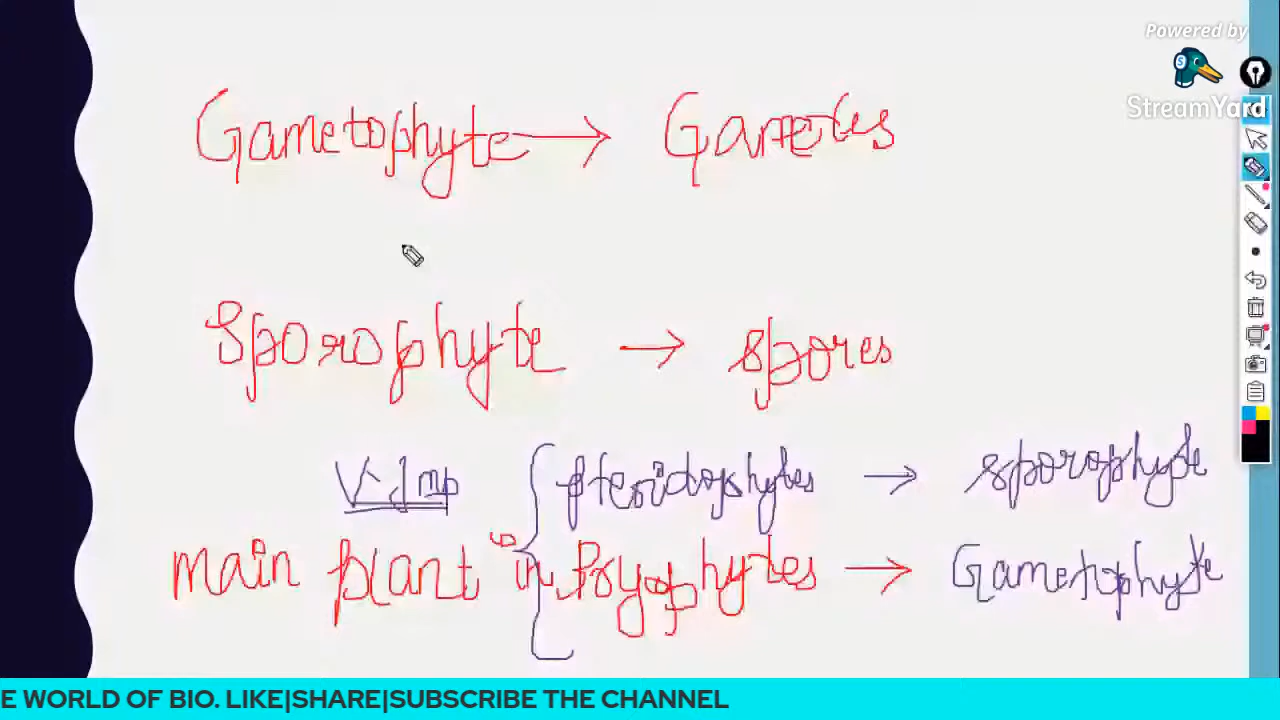 Powered by
StreamYard
Gametophyte → Gametes
Sporophyte → spores
V. Imp { pteridophytes → sporophyte
main plant in Bryophytes → Gametophyte
E WORLD OF BIO. LIKE|SHARE|SUBSCRIBE THE CHANNEL